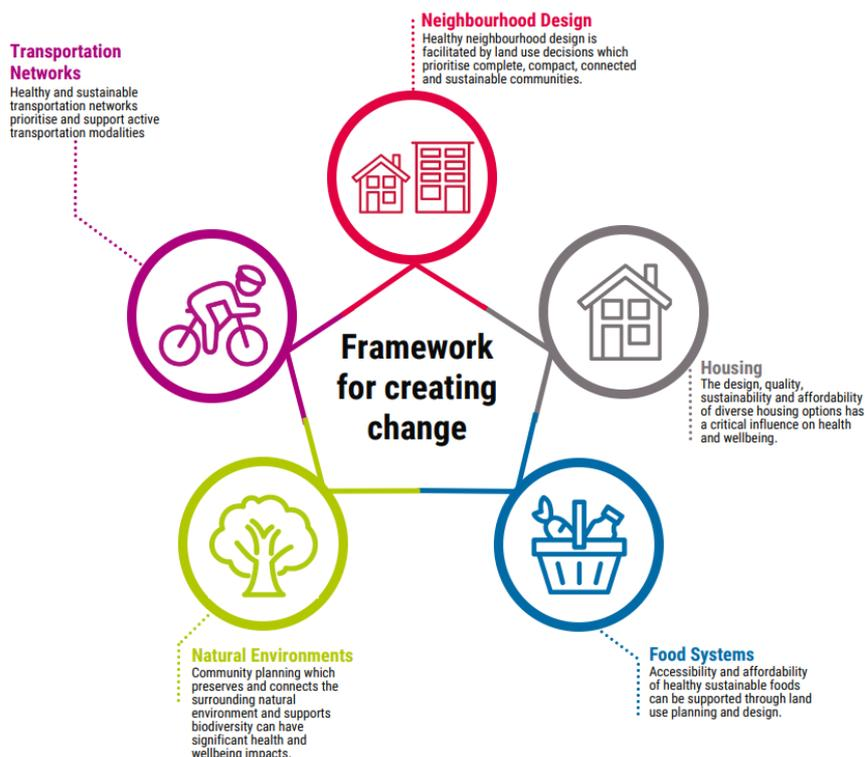 Neighbourhood Design
Healthy neighbourhood design is
facilitated by land use decisions which
prioritise complete, compact, connected
and sustainable communities.
Transportation
Networks
Healthy and sustainable
transportation networks
prioritise and support active
transportation modalities
Framework
for creating
change
Housing
The design, quality,
sustainability and affordability
of diverse housing options has
a critical influence on health
and wellbeing.
Natural Environments
Community planning which
preserves and connects the
surrounding natural
environment and supports
biodiversity can have
significant health and
wellbeing impacts.
Food Systems
Accessibility and affordability
of healthy sustainable foods
can be supported through land
use planning and design.